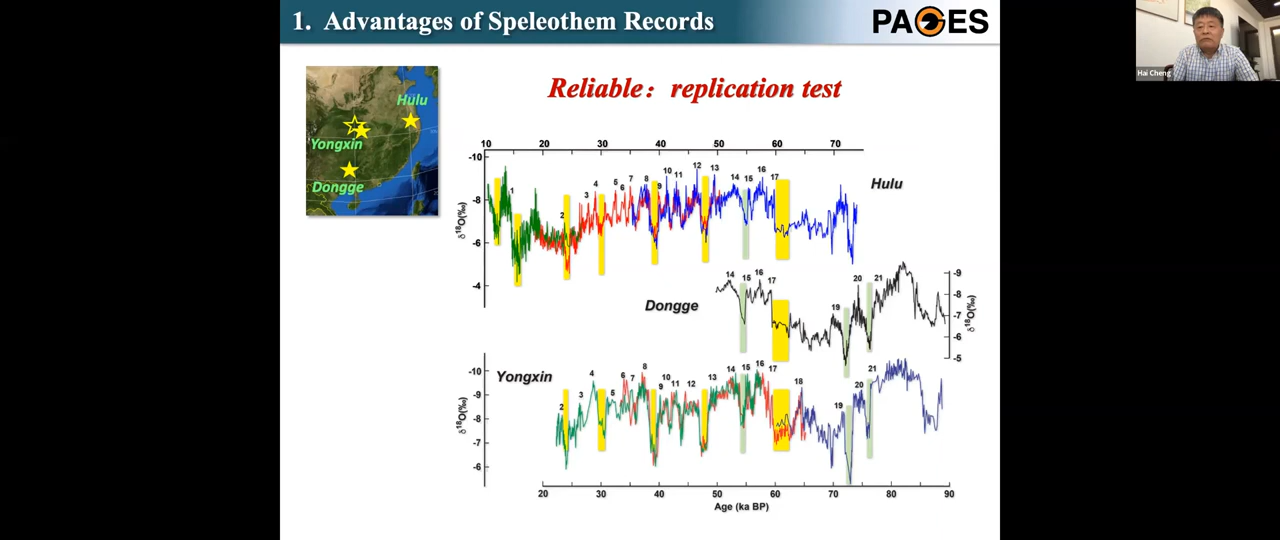 1. Advantages of Speleothem Records
PAGES
Hai Cheng
Reliable: replication test
Hulu
Yongxin
Dongge
10 20 30 40 50 60 70
-10
-8
-6
-4
δ18O(‰)
1 2 3 4 5 6 7 8 9 10 11 12 13 14 15 16 17
Hulu
14 15 16 17 19 20 21
Dongge
-9
-8
-7
-6
-5
δ18O(‰)
Yongxin
-10
-9
-8
-7
-6
δ18O(‰)
2 3 4 5 6 7 8 9 10 11 12 13 14 15 16 17 18 19 20 21
20 30 40 50 60 70 80 90
Age (ka BP)